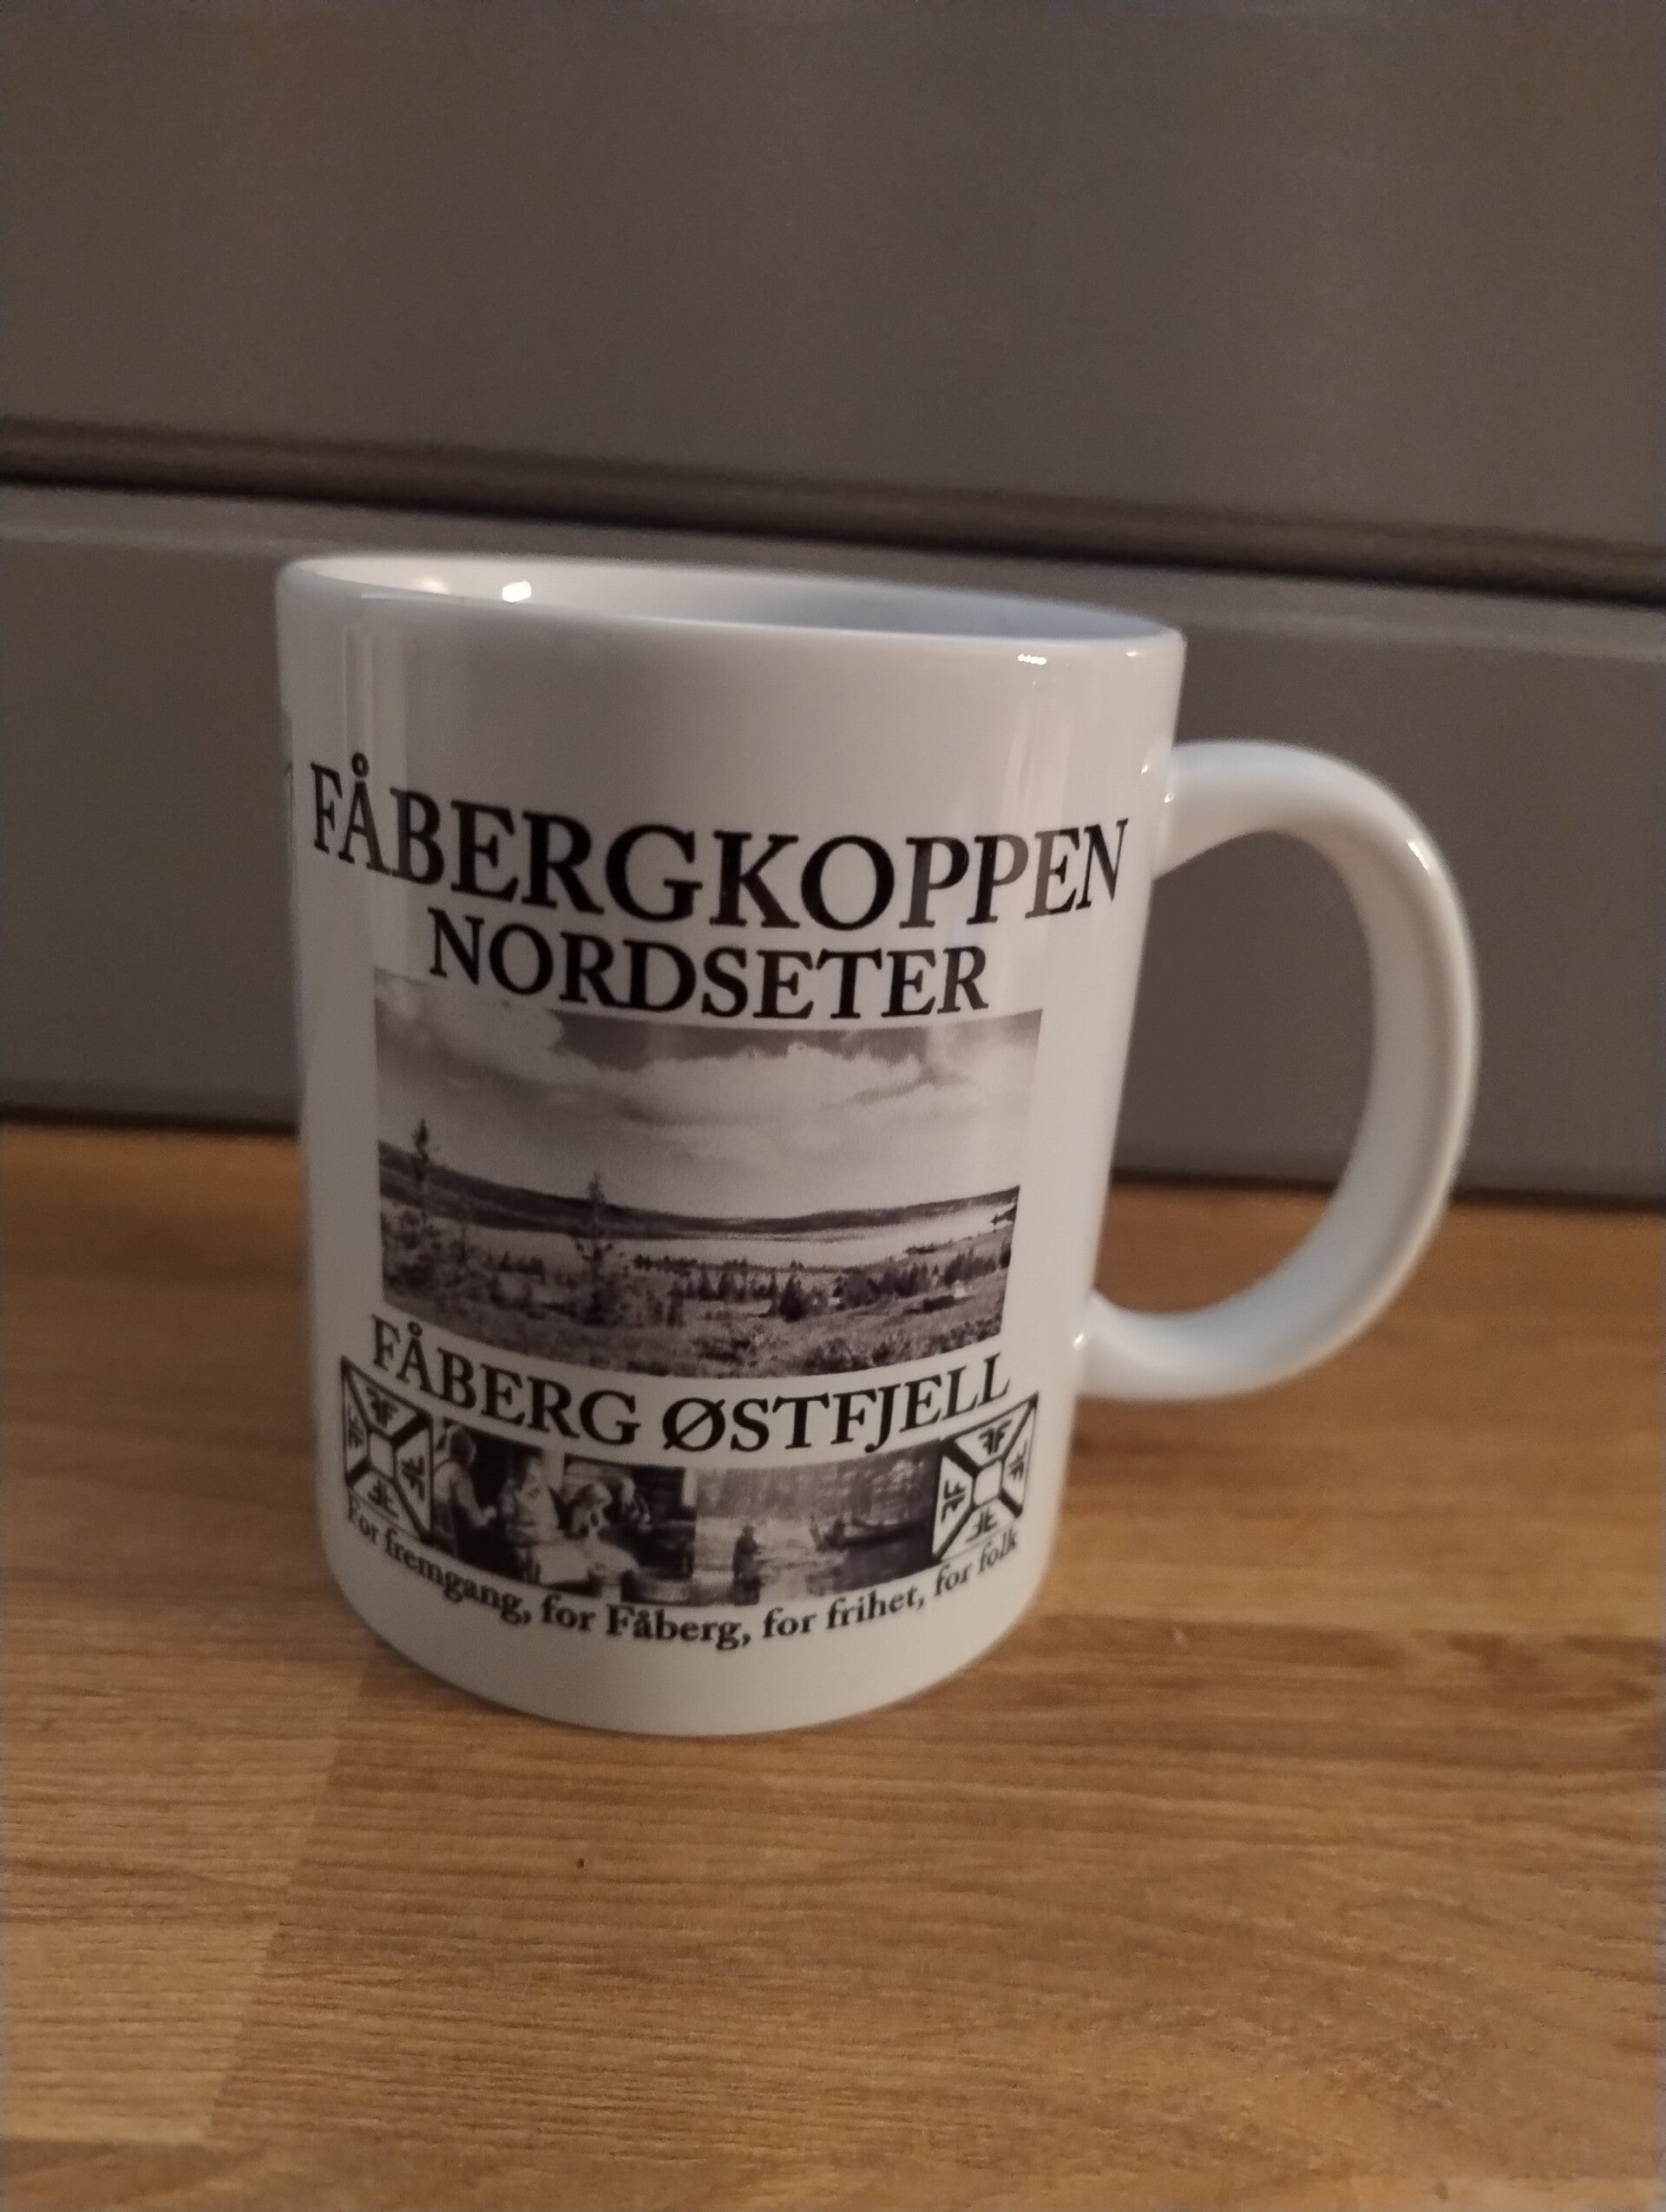 FÅBERGKOPPEN
NORDSETER
FÅBERG ØSTFJELL
For fremgang, for Fåberg, for frihet, for folk